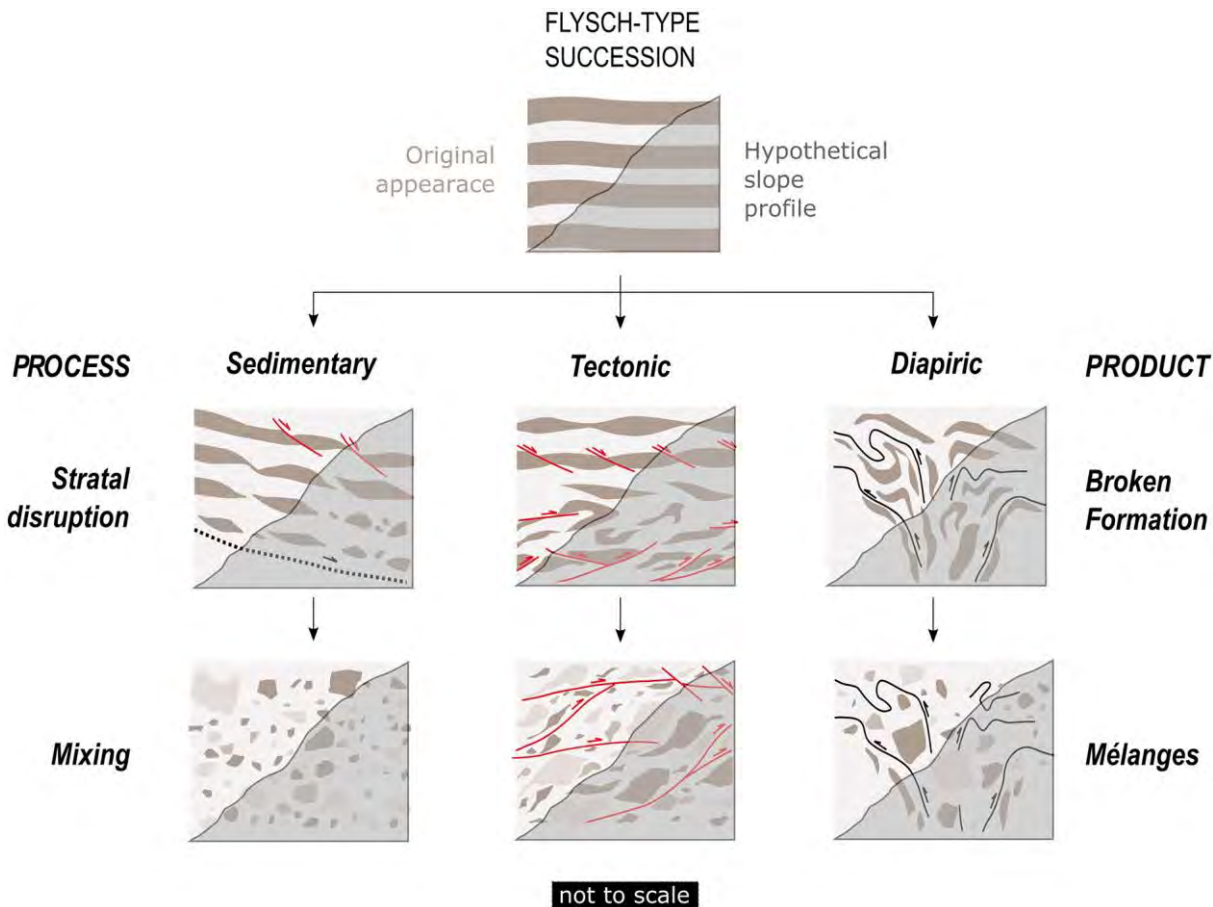 FLYSCH-TYPE
SUCCESSION
Original
appearace
Hypothetical
slope
profile
PROCESS
Sedimentary
Tectonic
Diapiric
PRODUCT
Stratal
disruption
Broken
Formation
Mixing
Mélanges
not to scale